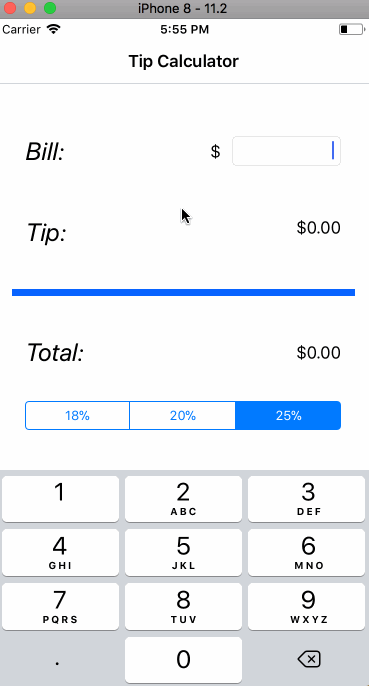 iPhone 8 - 11.2
Carrier 5:55 PM
Tip Calculator
Bill: $
Tip: $0.00
Total: $0.00
18% 20% 25%
1 2 3
ABC DEF
4 5 6
GHI JKL MNO
7 8 9
PQRS TUV WXYZ
. 0